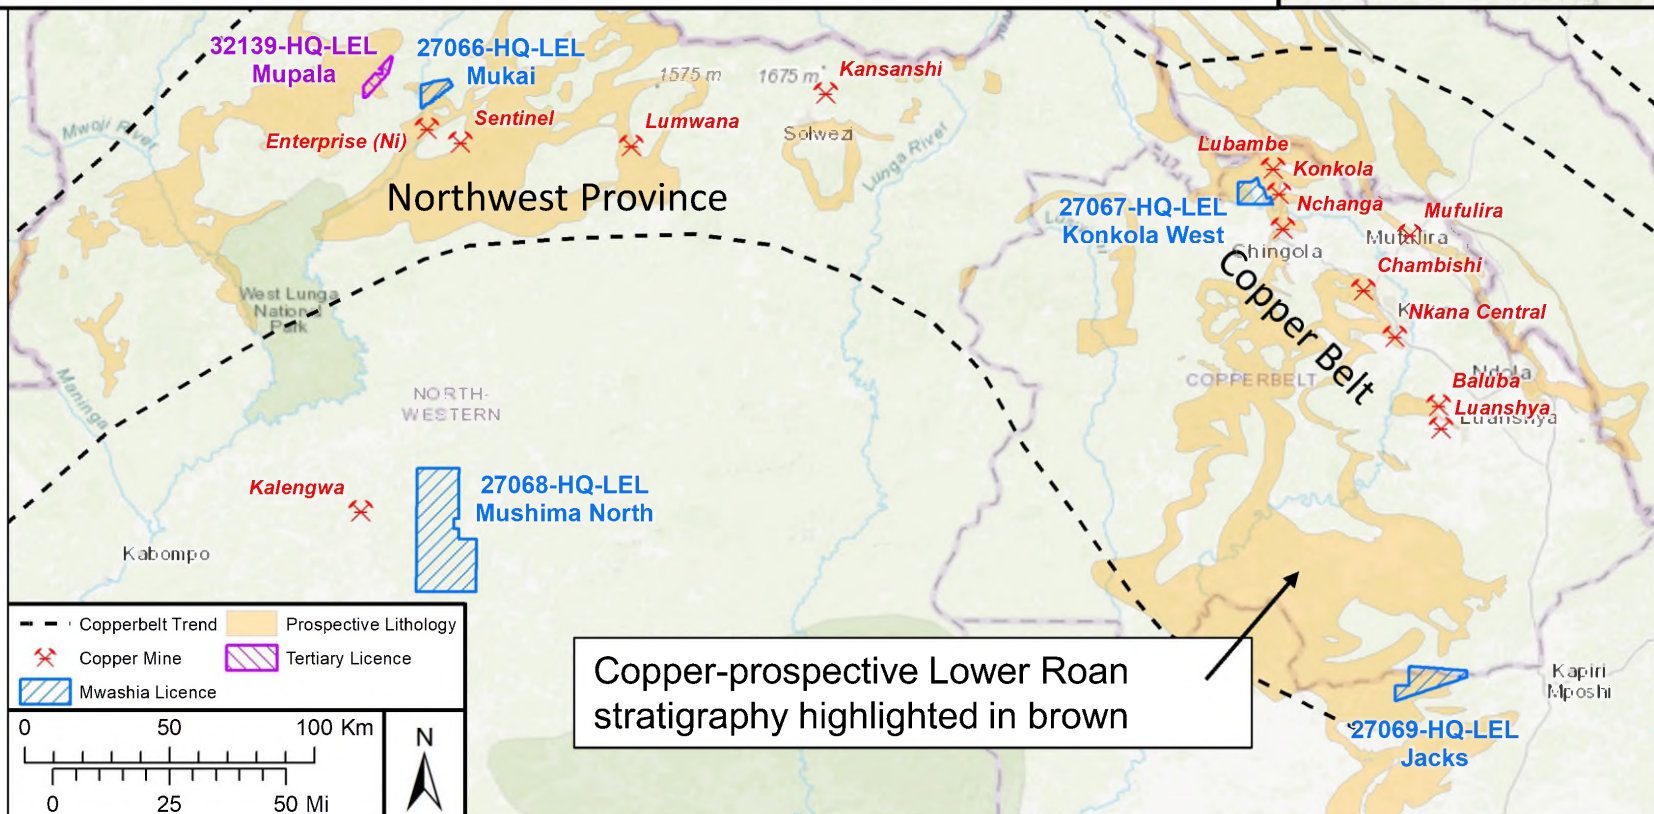 32139-HQ-LEL
Mupala
27066-HQ-LEL
Mukai
1575 m
1675 m
Kansanshi
Mwoji River
Enterprise (Ni)
Sentinel
Lumwana
Solwezi
Lunga River
Northwest Province
Lubambe
Konkola
27067-HQ-LEL
Konkola West
Nchanga
Mufulira
Mufulira
Chingola
Chambishi
Copper Belt
Nkana Central
West Lunga
National
Park
COPPERBELT
Ndola
Baluba
Luanshya
Luanshya
Maninga
NORTH-
WESTERN
Kalengwa
27068-HQ-LEL
Mushima North
Kabompo
Copperbelt Trend
Prospective Lithology
Copper Mine
Tertiary Licence
Mwashia Licence
Copper-prospective Lower Roan
stratigraphy highlighted in brown
Kapiri
Mposhi
27069-HQ-LEL
Jacks
0 50 100 Km
0 25 50 Mi
N